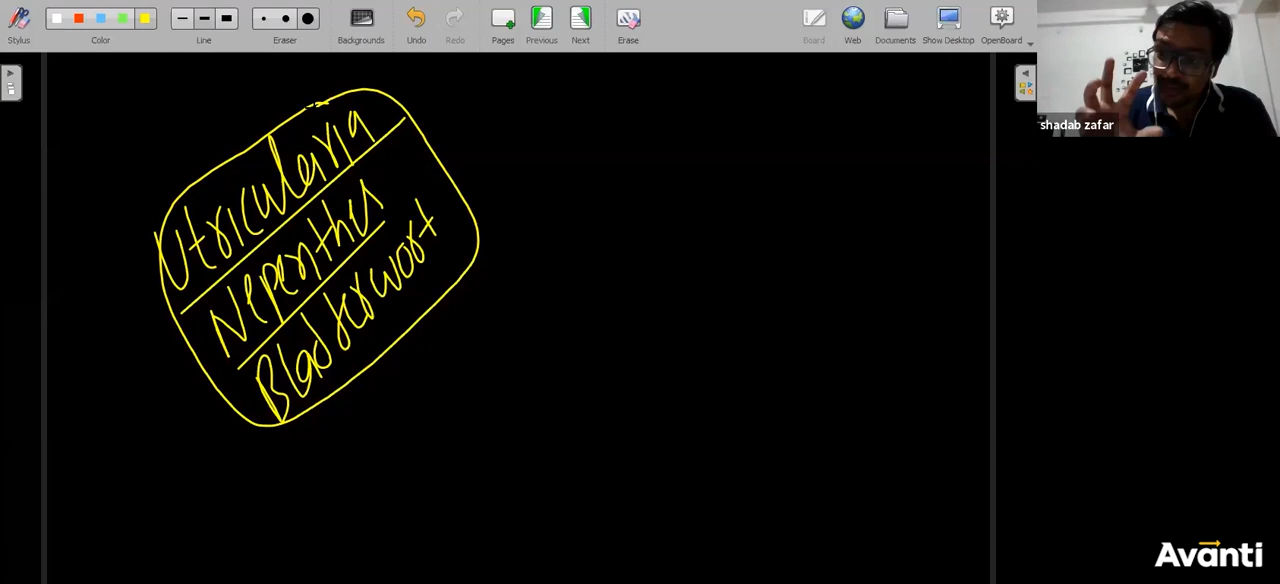 Stylus Color Line Eraser Backgrounds Undo Redo Pages Previous Next Erase Board Web Documents Show Desktop OpenBoard
shadab zafar
Utricularia
Nepenthes
Bladderwort
Avanti